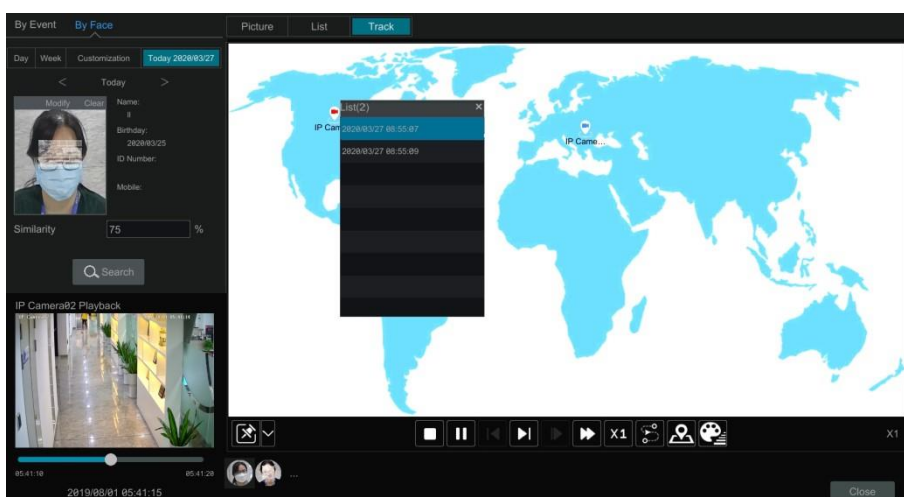 By Event By Face
Picture List Track
Day Week Customization Today 2020/03/27
< Today >
Modify Clear
Name:
ll
Birthday:
2020/03/25
ID Number:
Mobile:
Similarity 75 %
Search
List(2) ×
IP Cam
2020/03/27 08:55:07
2020/03/27 08:55:09
IP Came...
IP Camera02 Playback
05:41:10 05:41:20
2019/08/01 05:41:15
X1
X1
...
Close